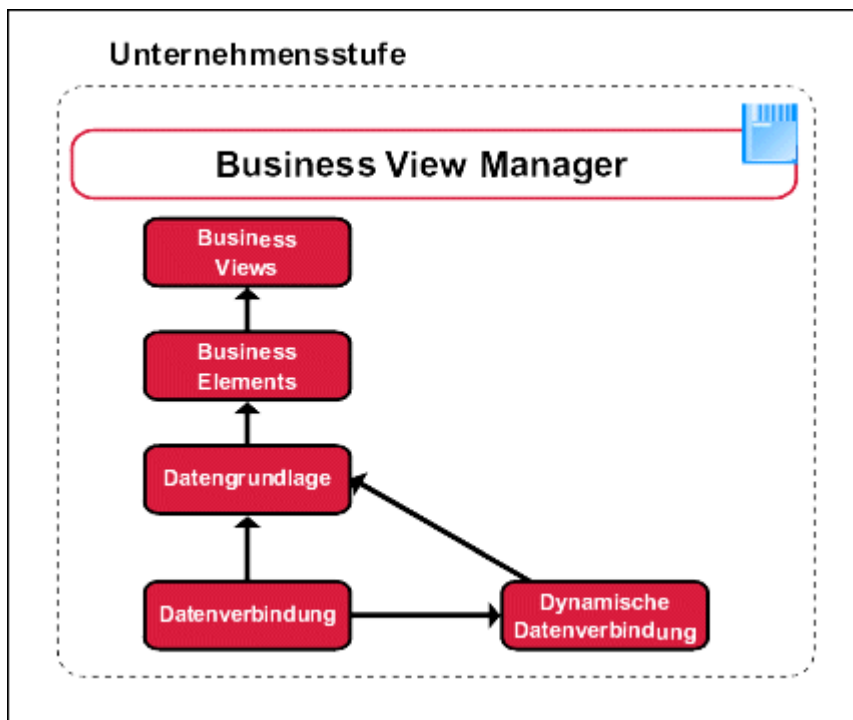 Unternehmensstufe
Business View Manager
Business
Views
Business
Elements
Datengrundlage
Datenverbindung
Dynamische
Datenverbindung